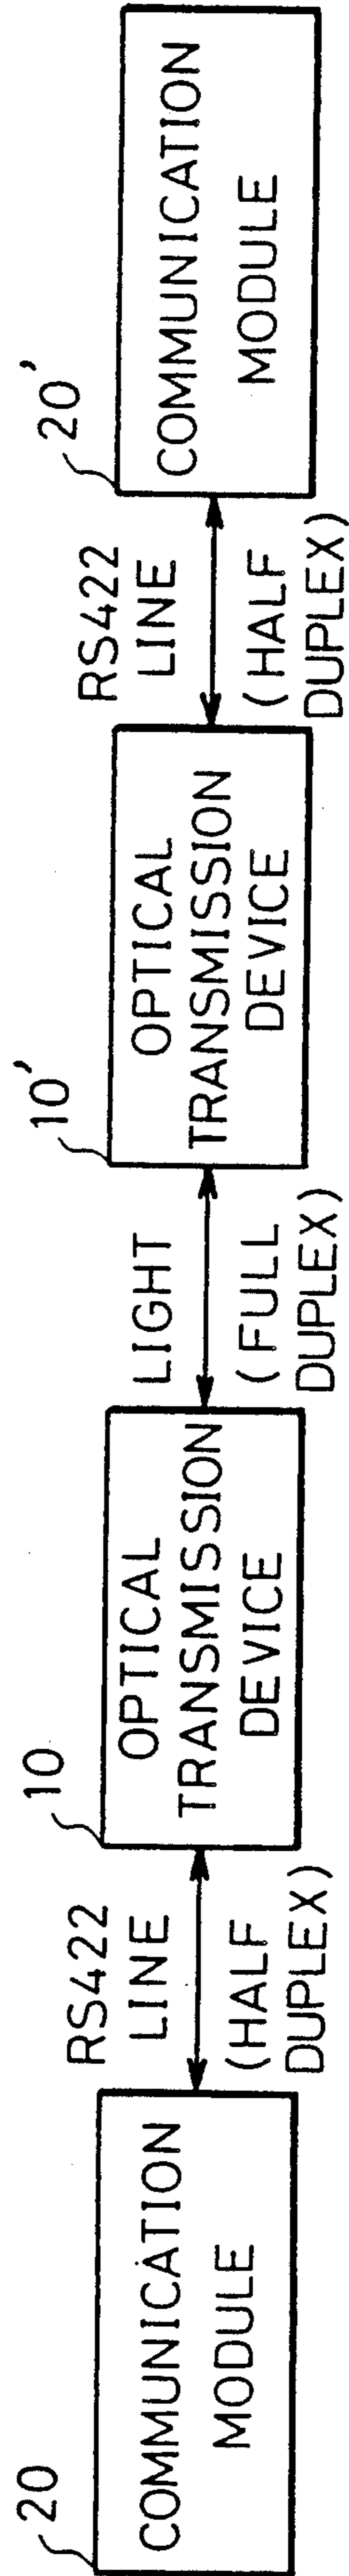 20
COMMUNICATION
MODULE
RS422
LINE
(HALF
DUPLEX)
10
OPTICAL
TRANSMISSION
DEVICE
LIGHT
(FULL
DUPLEX)
10'
OPTICAL
TRANSMISSION
DEVICE
RS422
LINE
(HALF
DUPLEX)
20'
COMMUNICATION
MODULE